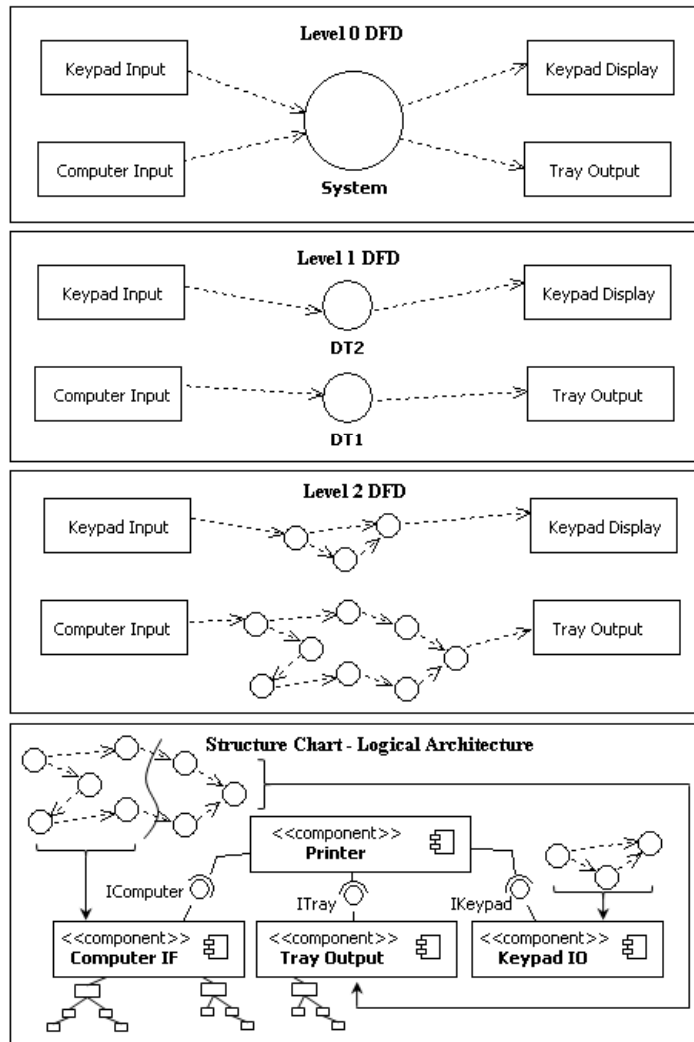 Level 0 DFD
Keypad Input
Keypad Display
Computer Input
Tray Output
System
Level 1 DFD
Keypad Input
Keypad Display
DT2
Computer Input
Tray Output
DT1
Level 2 DFD
Keypad Input
Keypad Display
Computer Input
Tray Output
Structure Chart - Logical Architecture
<<component>>
Printer
IComputer
ITray
IKeypad
<<component>>
Computer IF
<<component>>
Tray Output
<<component>>
Keypad IO